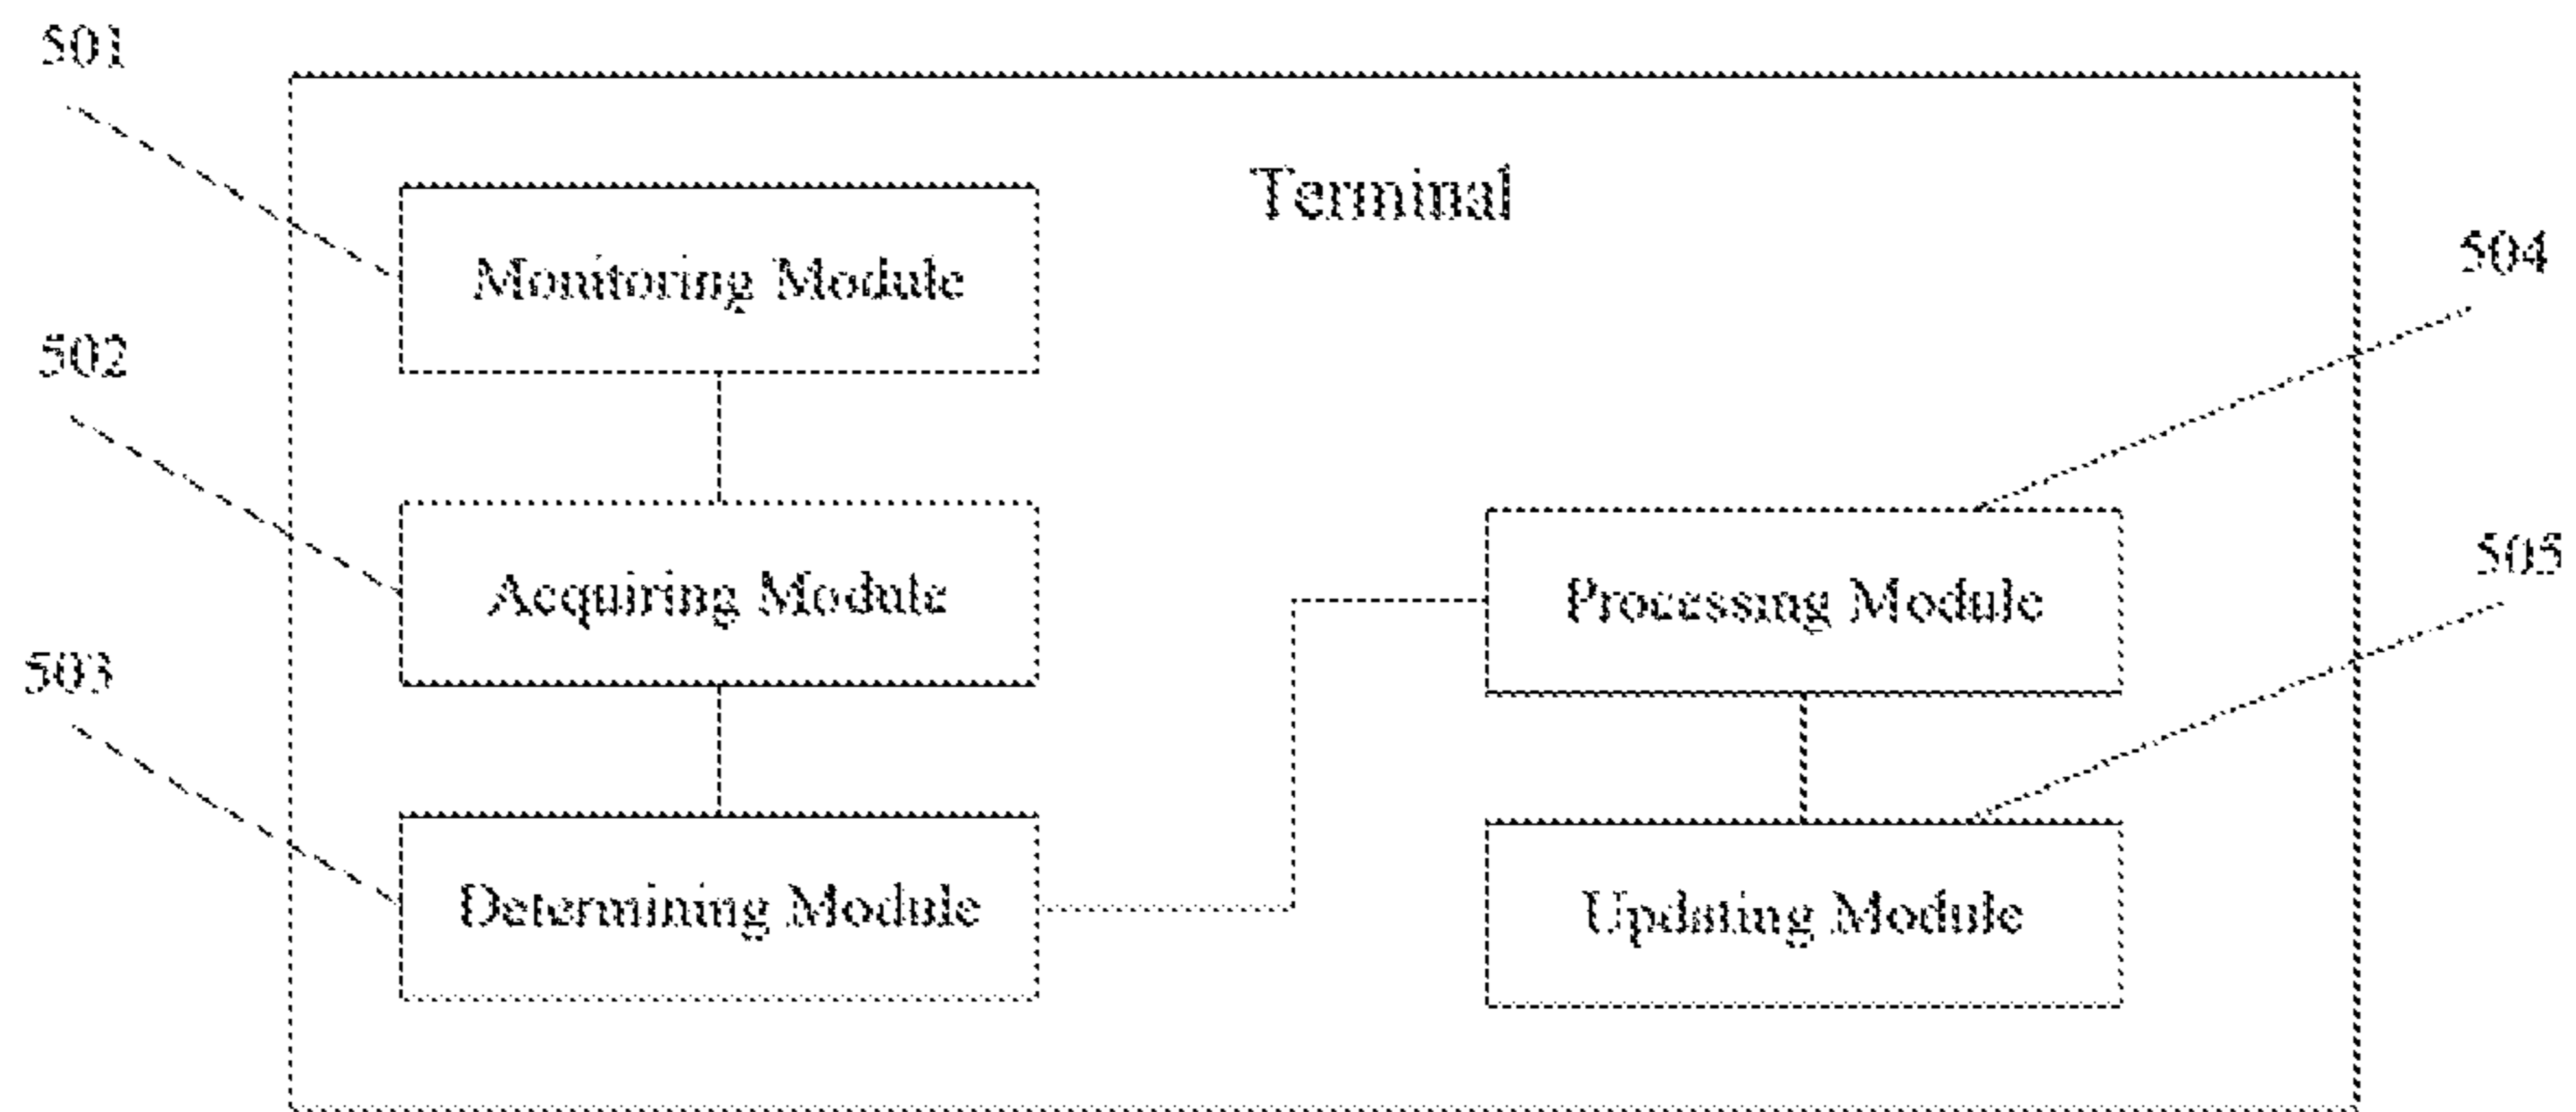 501
Terminal
Monitoring Module
504
502
Acquiring Module
Processing Module
505
503
Determining Module
Updating Module